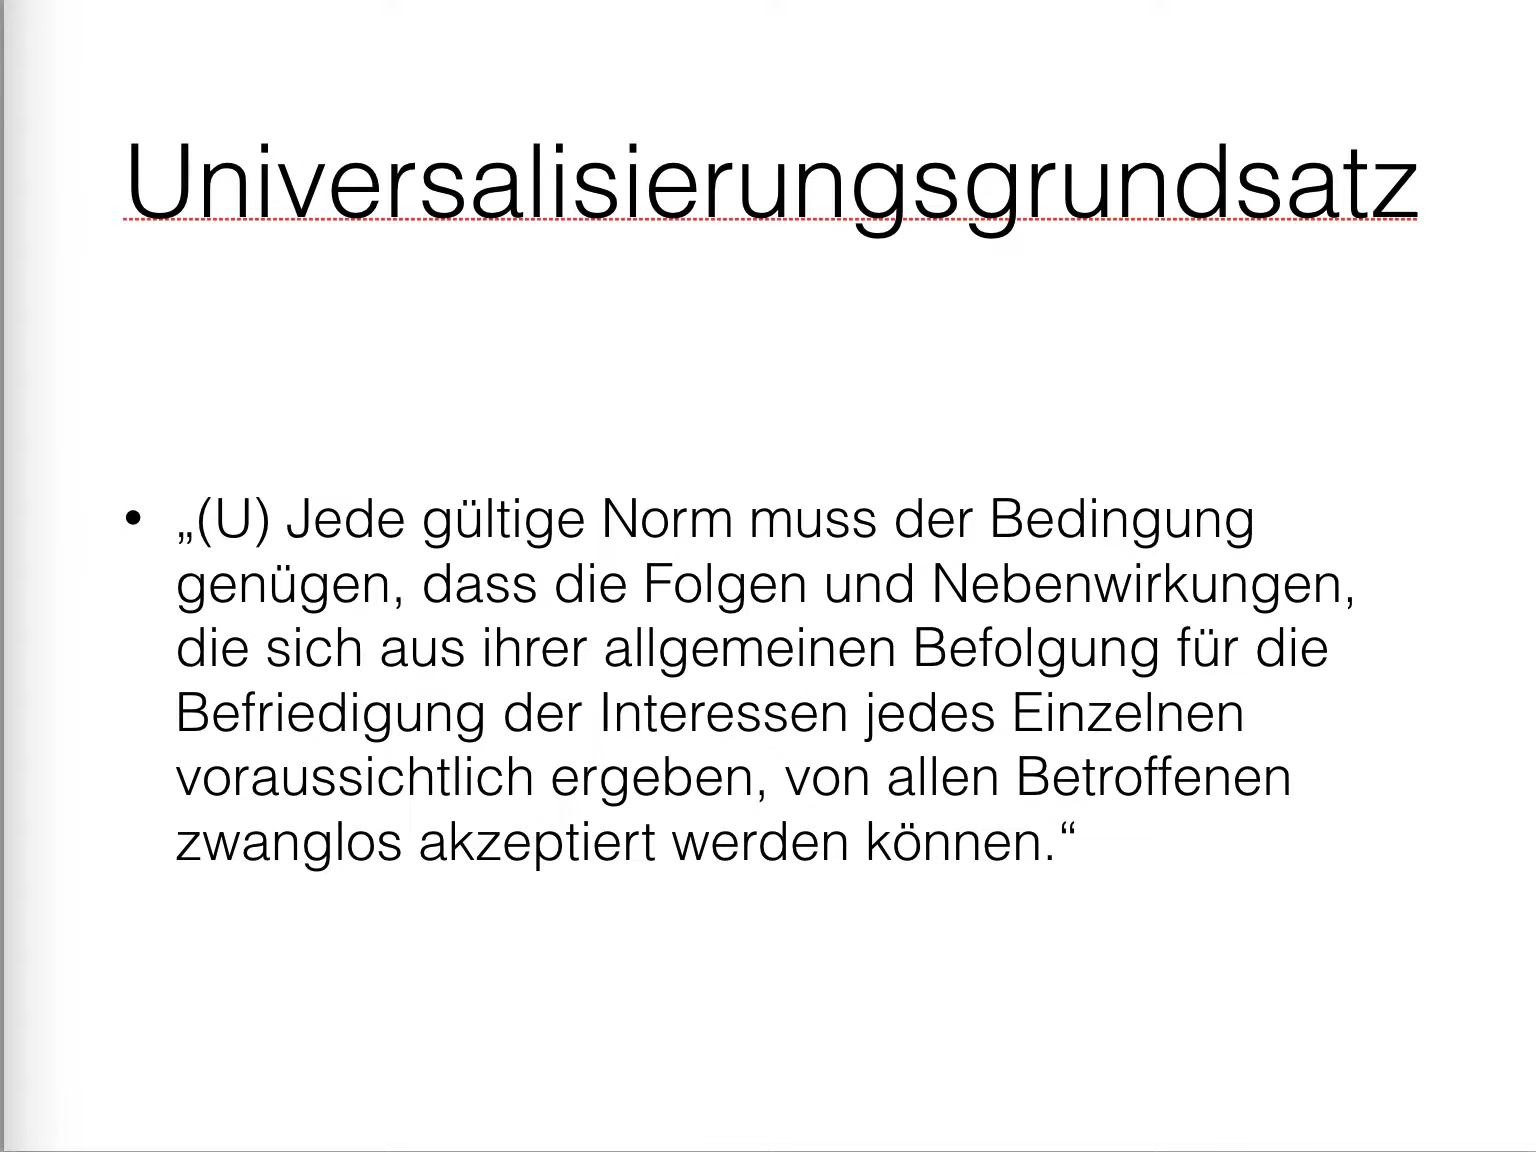 Universalisierungsgrundsatz
• „(U) Jede gültige Norm muss der Bedingung
genügen, dass die Folgen und Nebenwirkungen,
die sich aus ihrer allgemeinen Befolgung für die
Befriedigung der Interessen jedes Einzelnen
voraussichtlich ergeben, von allen Betroffenen
zwanglos akzeptiert werden können.“